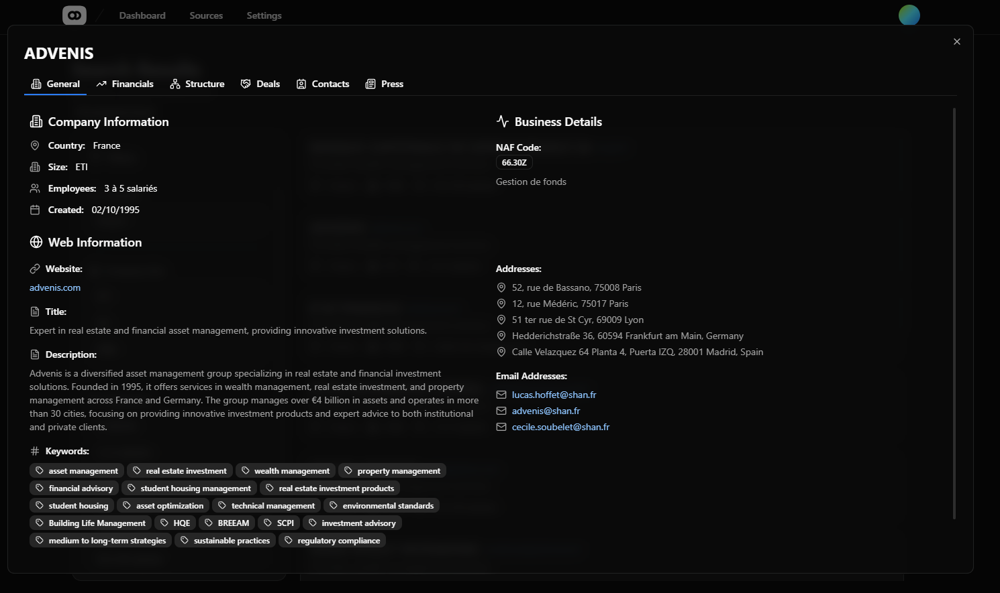 Dashboard Sources Settings
ADVENIS
General Financials Structure Deals Contacts Press
Company Information
Country: France
Size: ETI
Employees: 3 à 5 salariés
Created: 02/10/1995
Business Details
NAF Code:
66.30Z
Gestion de fonds
Web Information
Website:
advenis.com
Title:
Expert in real estate and financial asset management, providing innovative investment solutions.
Description:
Advenis is a diversified asset management group specializing in real estate and financial investment
solutions. Founded in 1995, it offers services in wealth management, real estate investment, and property
management across France and Germany. The group manages over €4 billion in assets and operates in more
than 30 cities, focusing on providing innovative investment products and expert advice to both institutional
and private clients.
Keywords:
asset management real estate investment wealth management property management
financial advisory student housing management real estate investment products
student housing asset optimization technical management environmental standards
Building Life Management HQE BREEAM SCPI investment advisory
medium to long-term strategies sustainable practices regulatory compliance
Addresses:
52, rue de Bassano, 75008 Paris
12, rue Médéric, 75017 Paris
51 ter rue de St Cyr, 69009 Lyon
Hedderichstraße 36, 60594 Frankfurt am Main, Germany
Calle Velazquez 64 Planta 4, Puerta IZQ, 28001 Madrid, Spain
Email Addresses:
lucas.hoffet@shan.fr
advenis@shan.fr
cecile.soubelet@shan.fr